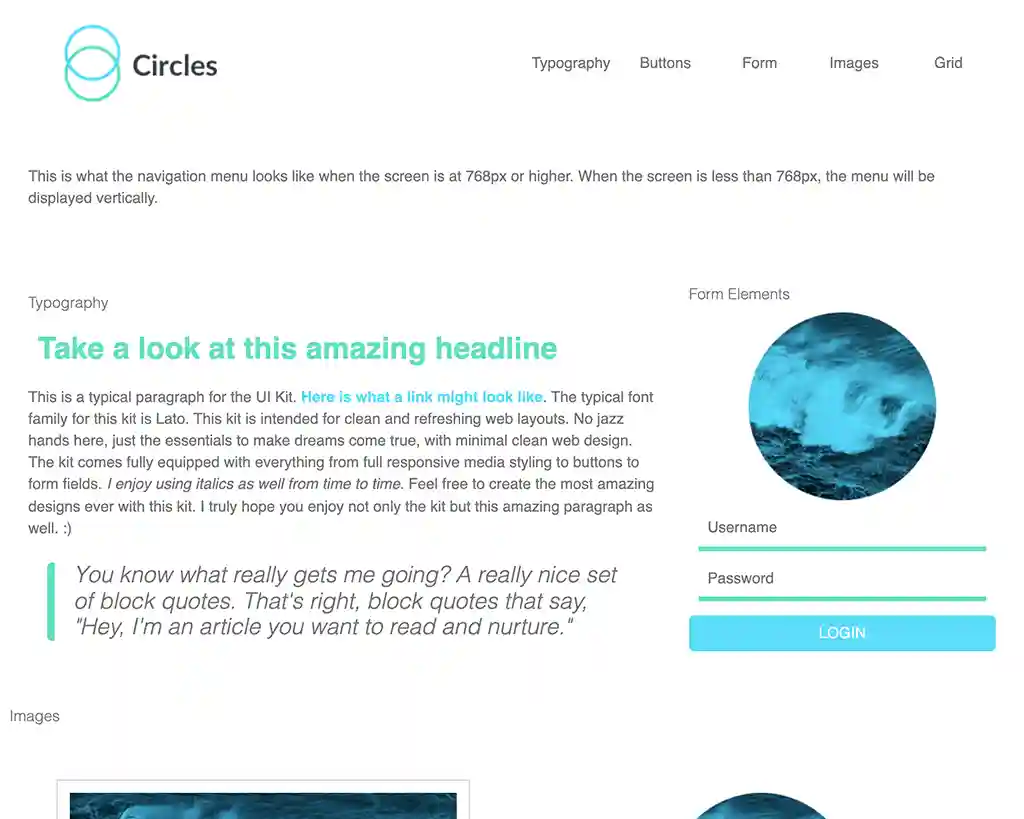 Circles
Typography Buttons Form Images Grid
This is what the navigation menu looks like when the screen is at 768px or higher. When the screen is less than 768px, the menu will be
displayed vertically.
Typography
Take a look at this amazing headline
This is a typical paragraph for the UI Kit. Here is what a link might look like. The typical font
family for this kit is Lato. This kit is intended for clean and refreshing web layouts. No jazz
hands here, just the essentials to make dreams come true, with minimal clean web design.
The kit comes fully equipped with everything from full responsive media styling to buttons to
form fields. I enjoy using italics as well from time to time. Feel free to create the most amazing
designs ever with this kit. I truly hope you enjoy not only the kit but this amazing paragraph as
well. :)
You know what really gets me going? A really nice set
of block quotes. That's right, block quotes that say,
"Hey, I'm an article you want to read and nurture."
Form Elements
Username
Password
LOGIN
Images